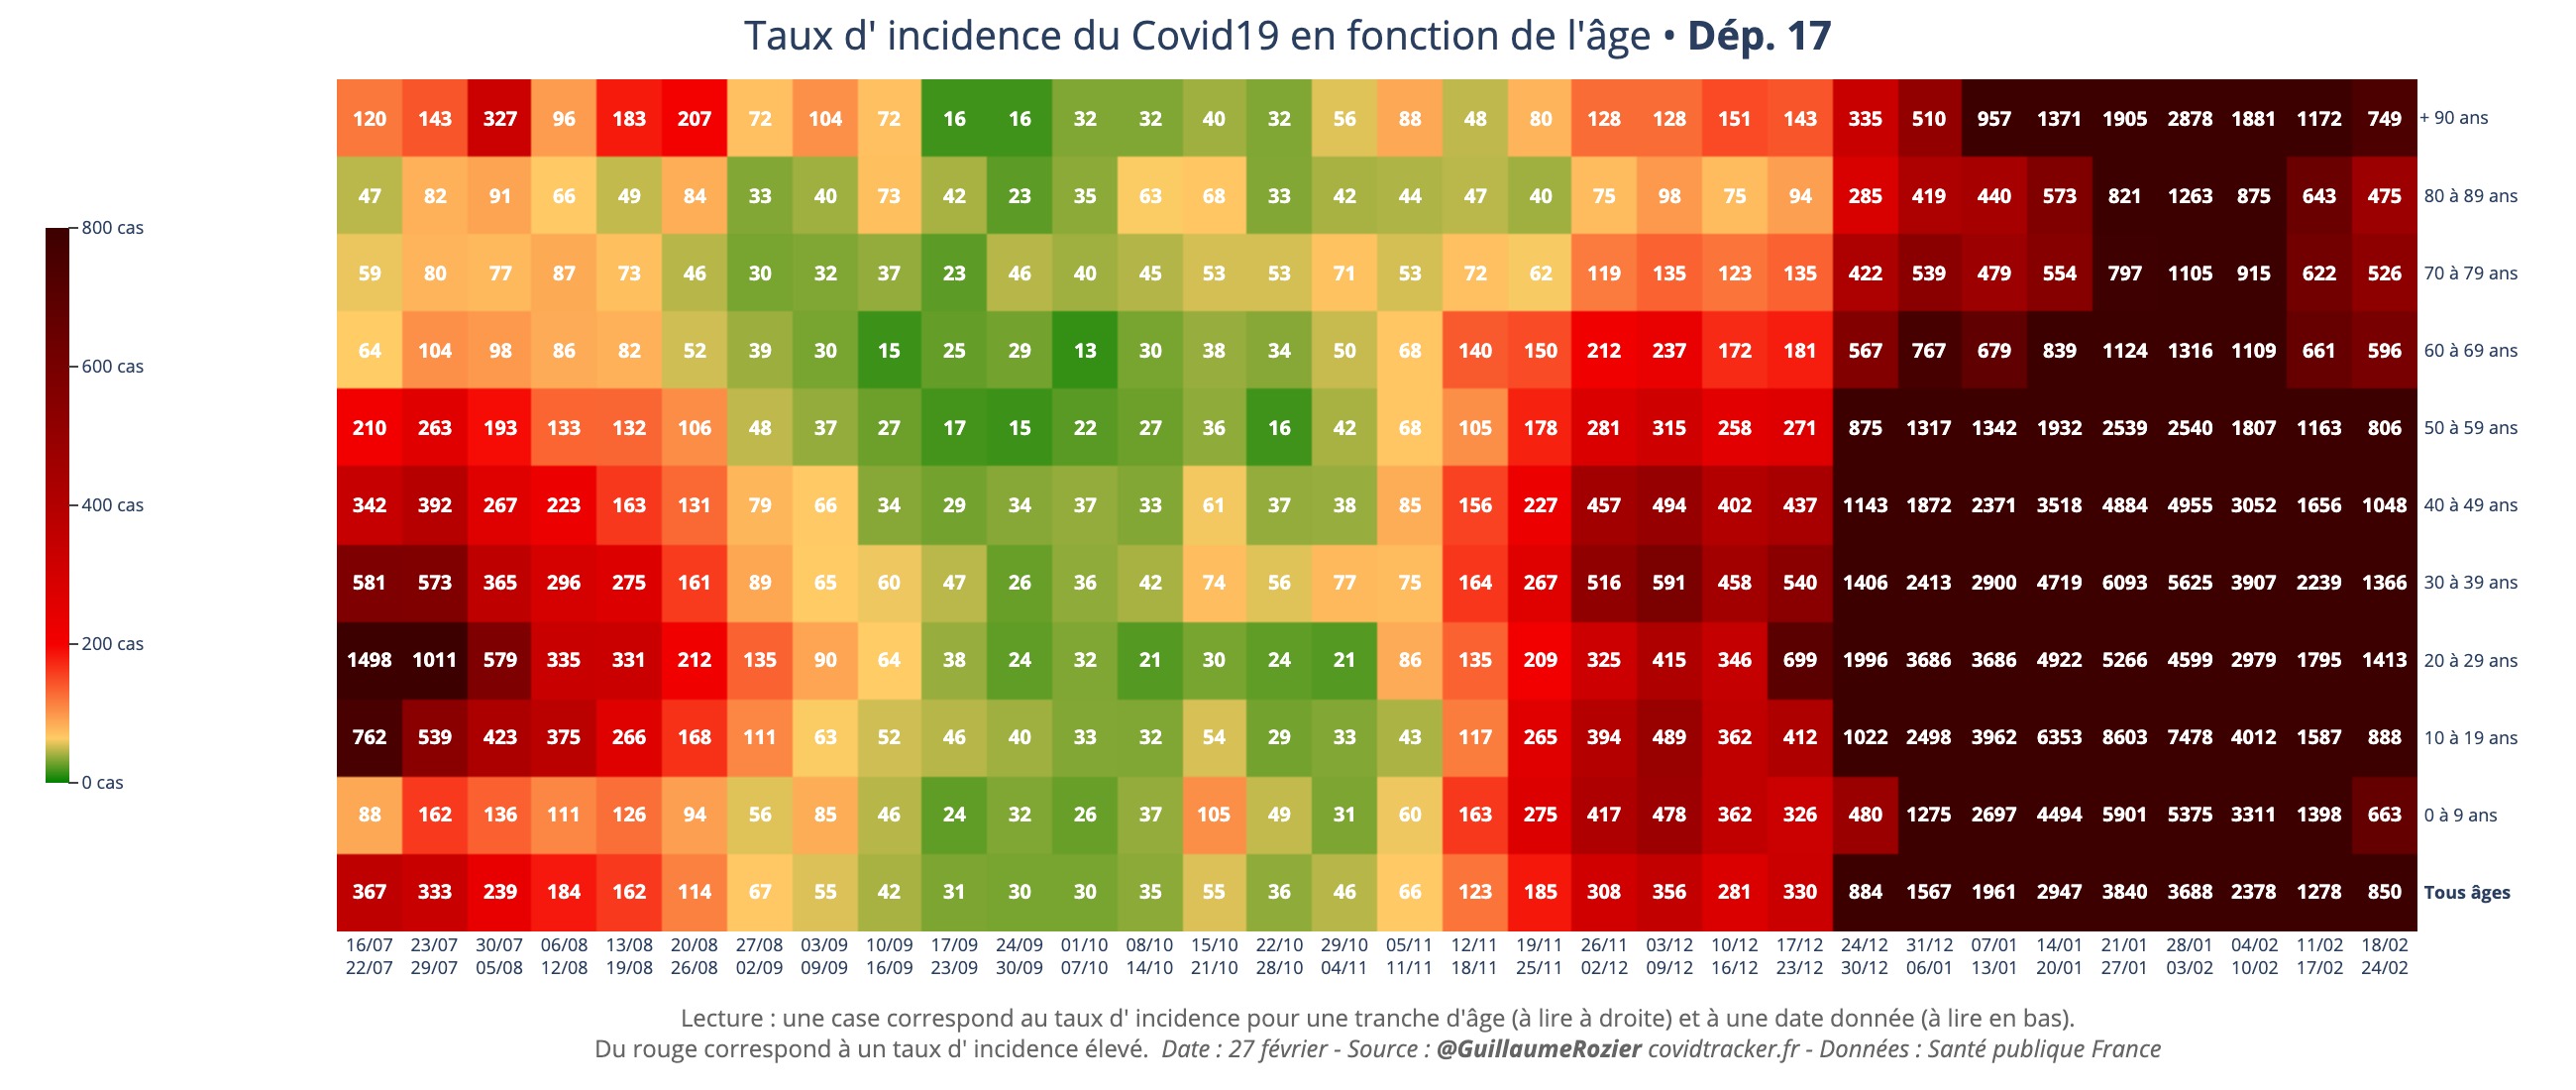 Taux d' incidence du Covid19 en fonction de l'âge • Dép. 17
120 143 327 96 183 207 72 104 72 16 16 32 32 40 32 56 88 48 80 128 128 151 143 335 510 957 1371 1905 2878 1881 1172 749 + 90 ans
47 82 91 66 49 84 33 40 73 42 23 35 63 68 33 42 44 47 40 75 98 75 94 285 419 440 573 821 1263 875 643 475 80 à 89 ans
800 cas
59 80 77 87 73 46 30 32 37 23 46 40 45 53 53 71 53 72 62 119 135 123 135 422 539 479 554 797 1105 915 622 526 70 à 79 ans
64 104 98 86 82 52 39 30 15 25 29 13 30 38 34 50 68 140 150 212 237 172 181 567 767 679 839 1124 1316 1109 661 596 60 à 69 ans
600 cas
210 263 193 133 132 106 48 37 27 17 15 22 27 36 16 42 68 105 178 281 315 258 271 875 1317 1342 1932 2539 2540 1807 1163 806 50 à 59 ans
400 cas
342 392 267 223 163 131 79 66 34 29 34 37 33 61 37 38 85 156 227 457 494 402 437 1143 1872 2371 3518 4884 4955 3052 1656 1048 40 à 49 ans
581 573 365 296 275 161 89 65 60 47 26 36 42 74 56 77 75 164 267 516 591 458 540 1406 2413 2900 4719 6093 5625 3907 2239 1366 30 à 39 ans
200 cas
1498 1011 579 335 331 212 135 90 64 38 24 32 21 30 24 21 86 135 209 325 415 346 699 1996 3686 3686 4922 5266 4599 2979 1795 1413 20 à 29 ans
762 539 423 375 266 168 111 63 52 46 40 33 32 54 29 33 43 117 265 394 489 362 412 1022 2498 3962 6353 8603 7478 4012 1587 888 10 à 19 ans
0 cas
88 162 136 111 126 94 56 85 46 24 32 26 37 105 49 31 60 163 275 417 478 362 326 480 1275 2697 4494 5901 5375 3311 1398 663 0 à 9 ans
367 333 239 184 162 114 67 55 42 31 30 30 35 55 36 46 66 123 185 308 356 281 330 884 1567 1961 2947 3840 3688 2378 1278 850 Tous âges
16/07 23/07 30/07 06/08 13/08 20/08 27/08 03/09 10/09 17/09 24/09 01/10 08/10 15/10 22/10 29/10 05/11 12/11 19/11 26/11 03/12 10/12 17/12 24/12 31/12 07/01 14/01 21/01 28/01 04/02 11/02 18/02
22/07 29/07 05/08 12/08 19/08 26/08 02/09 09/09 16/09 23/09 30/09 07/10 14/10 21/10 28/10 04/11 11/11 18/11 25/11 02/12 09/12 16/12 23/12 30/12 06/01 13/01 20/01 27/01 03/02 10/02 17/02 24/02
Lecture : une case correspond au taux d' incidence pour une tranche d'âge (à lire à droite) et à une date donnée (à lire en bas).
Du rouge correspond à un taux d' incidence élevé. Date : 27 février - Source : @GuillaumeRozier covidtracker.fr - Données : Santé publique France